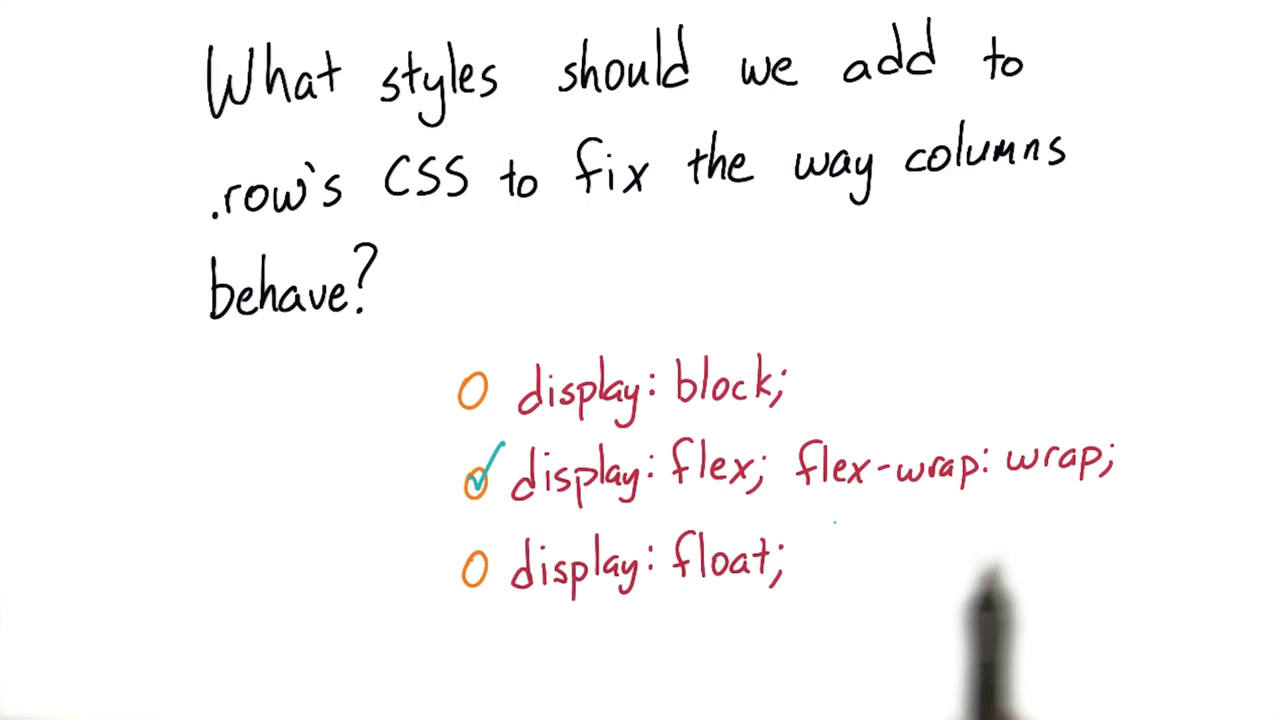 What styles should we add to
.row's CSS to fix the way columns
behave?
display: block;
display: flex; flex-wrap: wrap;
display: float;